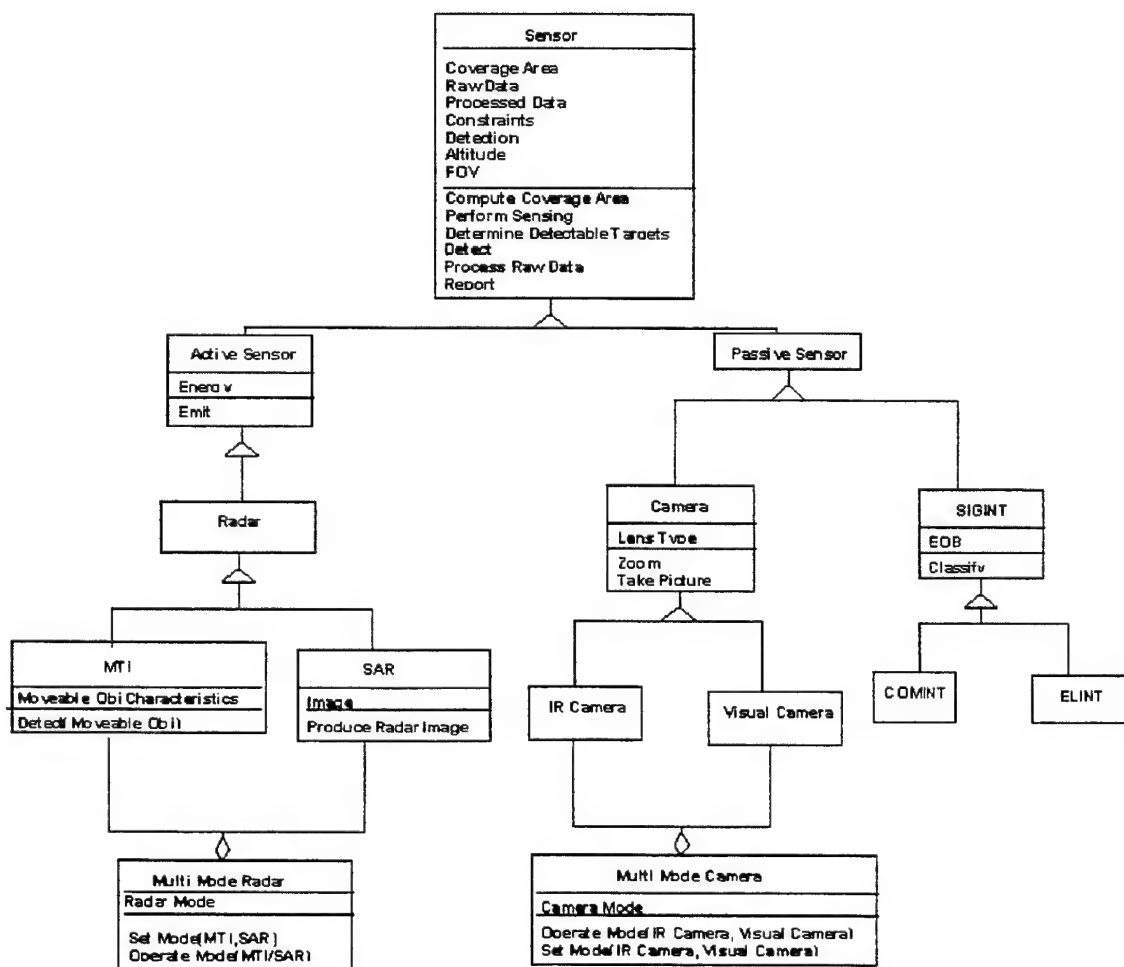 Sensor
Coverage Area
Raw Data
Processed Data
Constraints
Detection
Altitude
FOV
Compute Coverage Area
Perform Sensing
Determine Detectable Targets
Detect
Process Raw Data
Report
Active Sensor
Energy
Emit
Passive Sensor
Radar
Camera
Lens Type
Zoom
Take Picture
SIGINT
EOB
Classify
MTI
Moveable Obj Characteristics
Detect(Moveable Obj)
SAR
Image
Produce Radar Image
IR Camera
Visual Camera
COMINT
ELINT
Multi Mode Radar
Radar Mode
Set Mode(MTI,SAR)
Operate Mode(MTI/SAR)
Multi Mode Camera
Camera Mode
Operate Mode(IR Camera, Visual Camera)
Set Mode(IR Camera, Visual Camera)